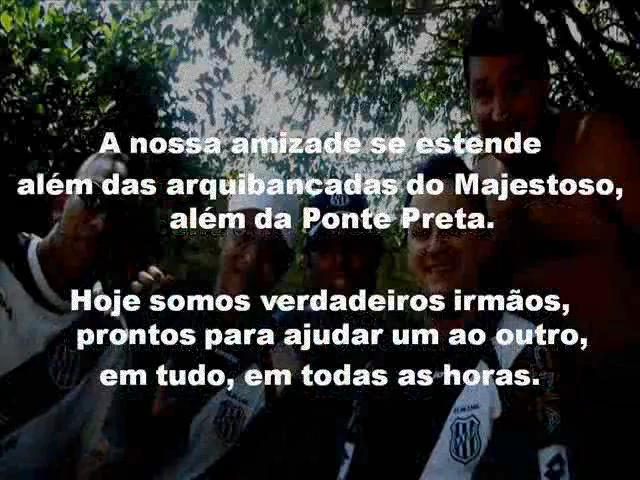 A nossa amizade se estende
além das arquibancadas do Majestoso,
além da Ponte Preta.
Hoje somos verdadeiros irmãos,
prontos para ajudar um ao outro,
em tudo, em todas as horas.